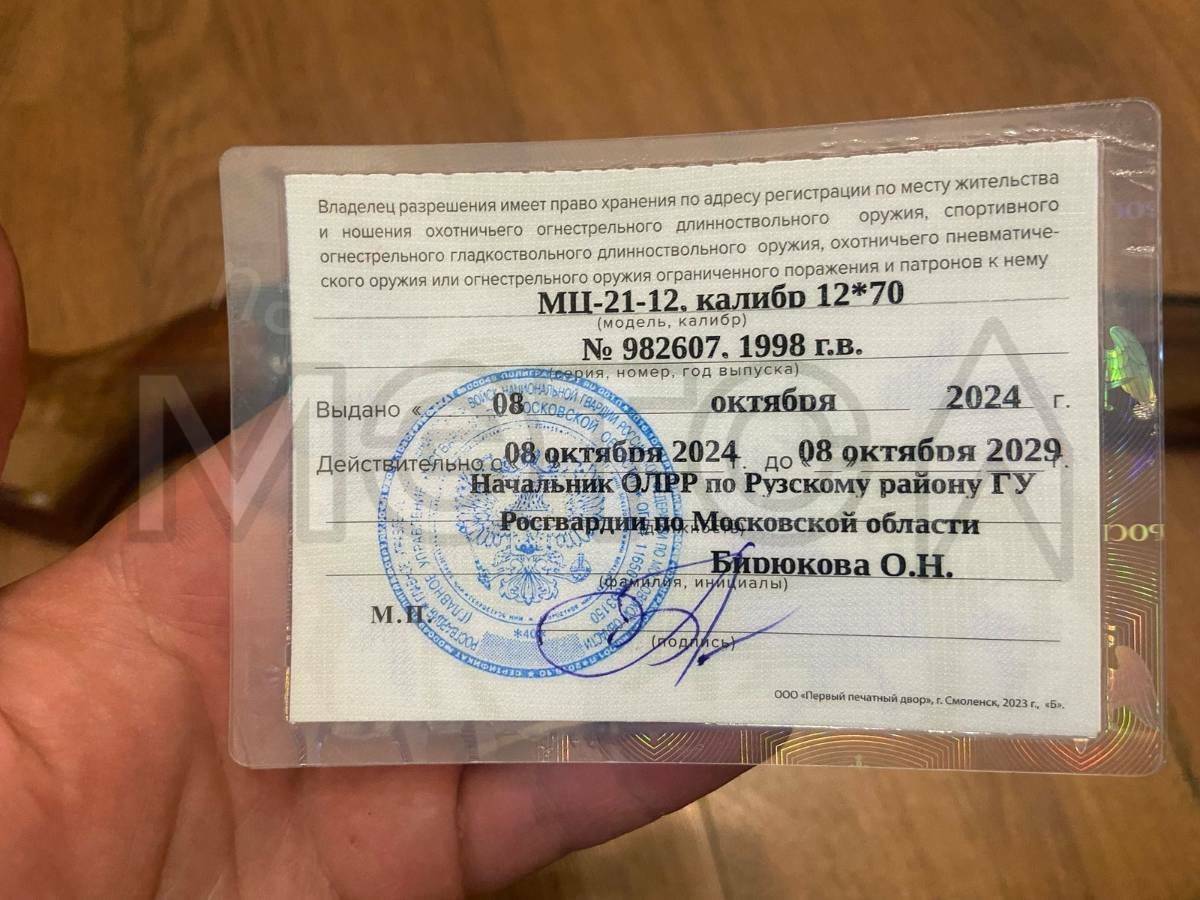 Владелец разрешения имеет право хранения по адресу регистрации по месту жительства
и ношения охотничьего огнестрельного длинноствольного оружия, спортивного
огнестрельного гладкоствольного длинноствольного оружия, охотничьего пневматиче-
ского оружия или огнестрельного оружия ограниченного поражения и патронов к нему
МЦ-21-12, калибр 12*70
(модель, калибр)
№ 982607, 1998 г.в.
(серия, номер, год выпуска)
Выдано « 08 октября 2024 г.
Действительно с « 08 октября 2024 г. до « 08 октября 2029 г.
Начальник ОЛРР по Рузскому району ГУ
Росгвардии по Московской области
(должность)
Бирюкова О.Н.
(фамилия, инициалы)
М.П.
(подпись)
ООО «Первый печатный двор», г. Смоленск, 2023 г., «Б».